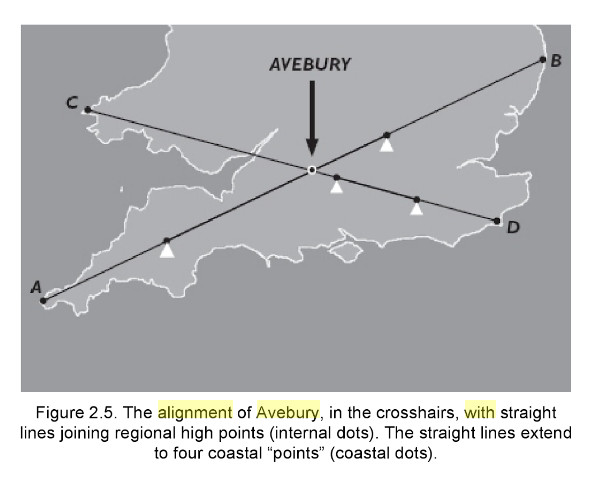 AVEBURY
B
C
D
A
Figure 2.5. The alignment of Avebury, in the crosshairs, with straight
lines joining regional high points (internal dots). The straight lines extend
to four coastal “points” (coastal dots).